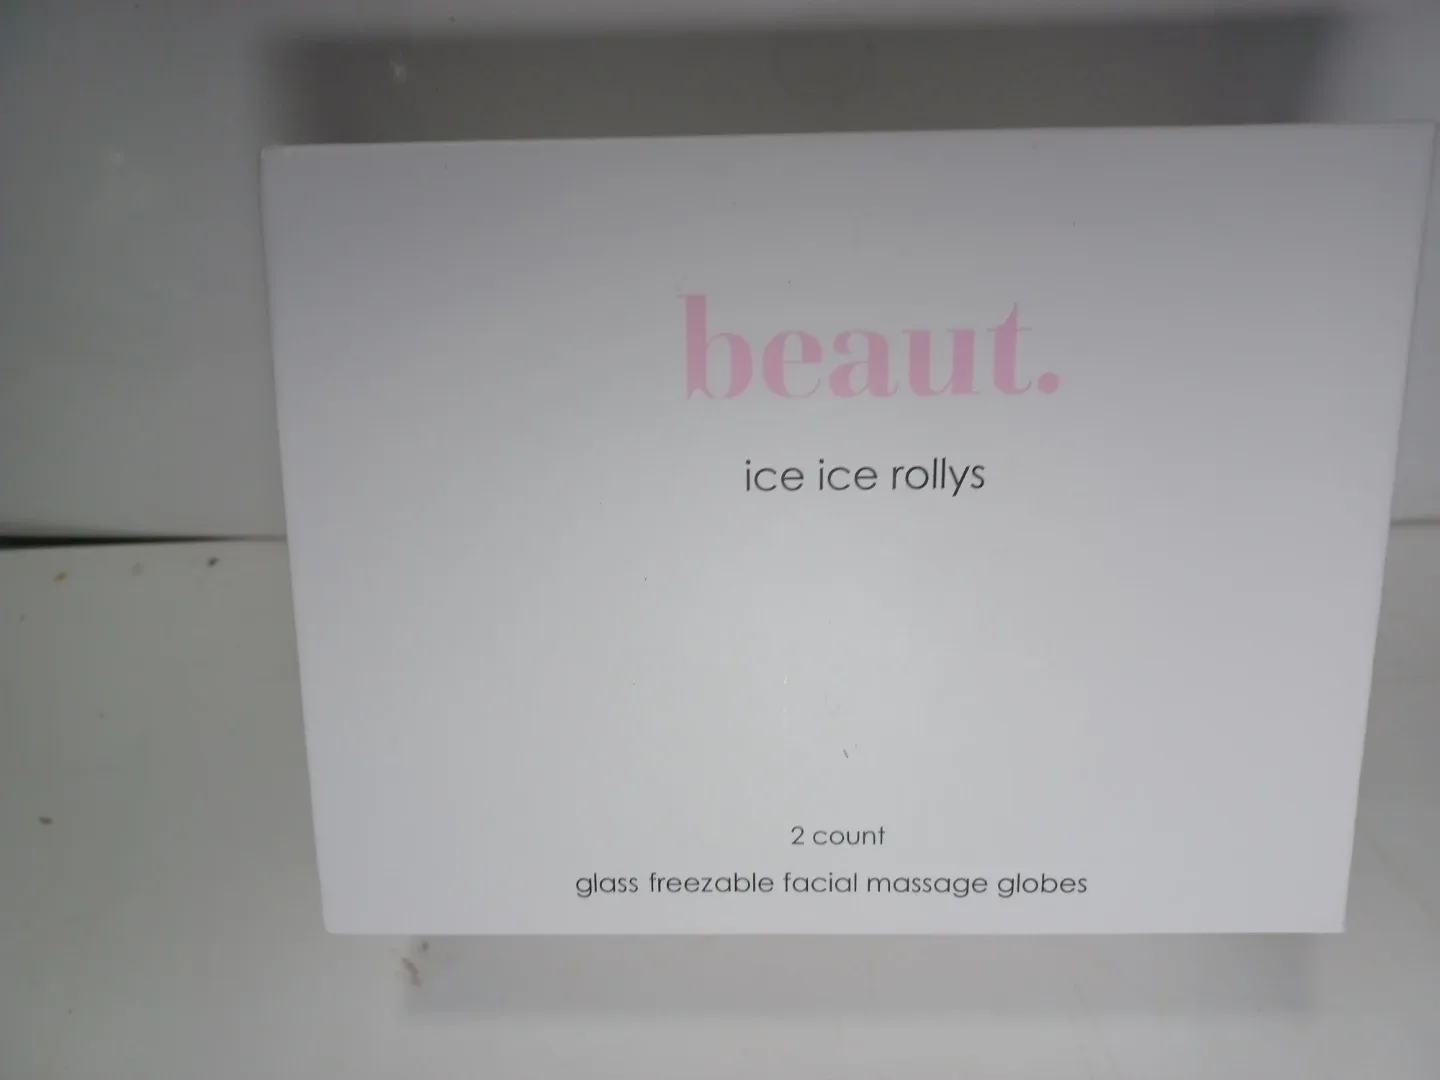 beaut.
ice ice rollys
2 count
glass freezable facial massage globes